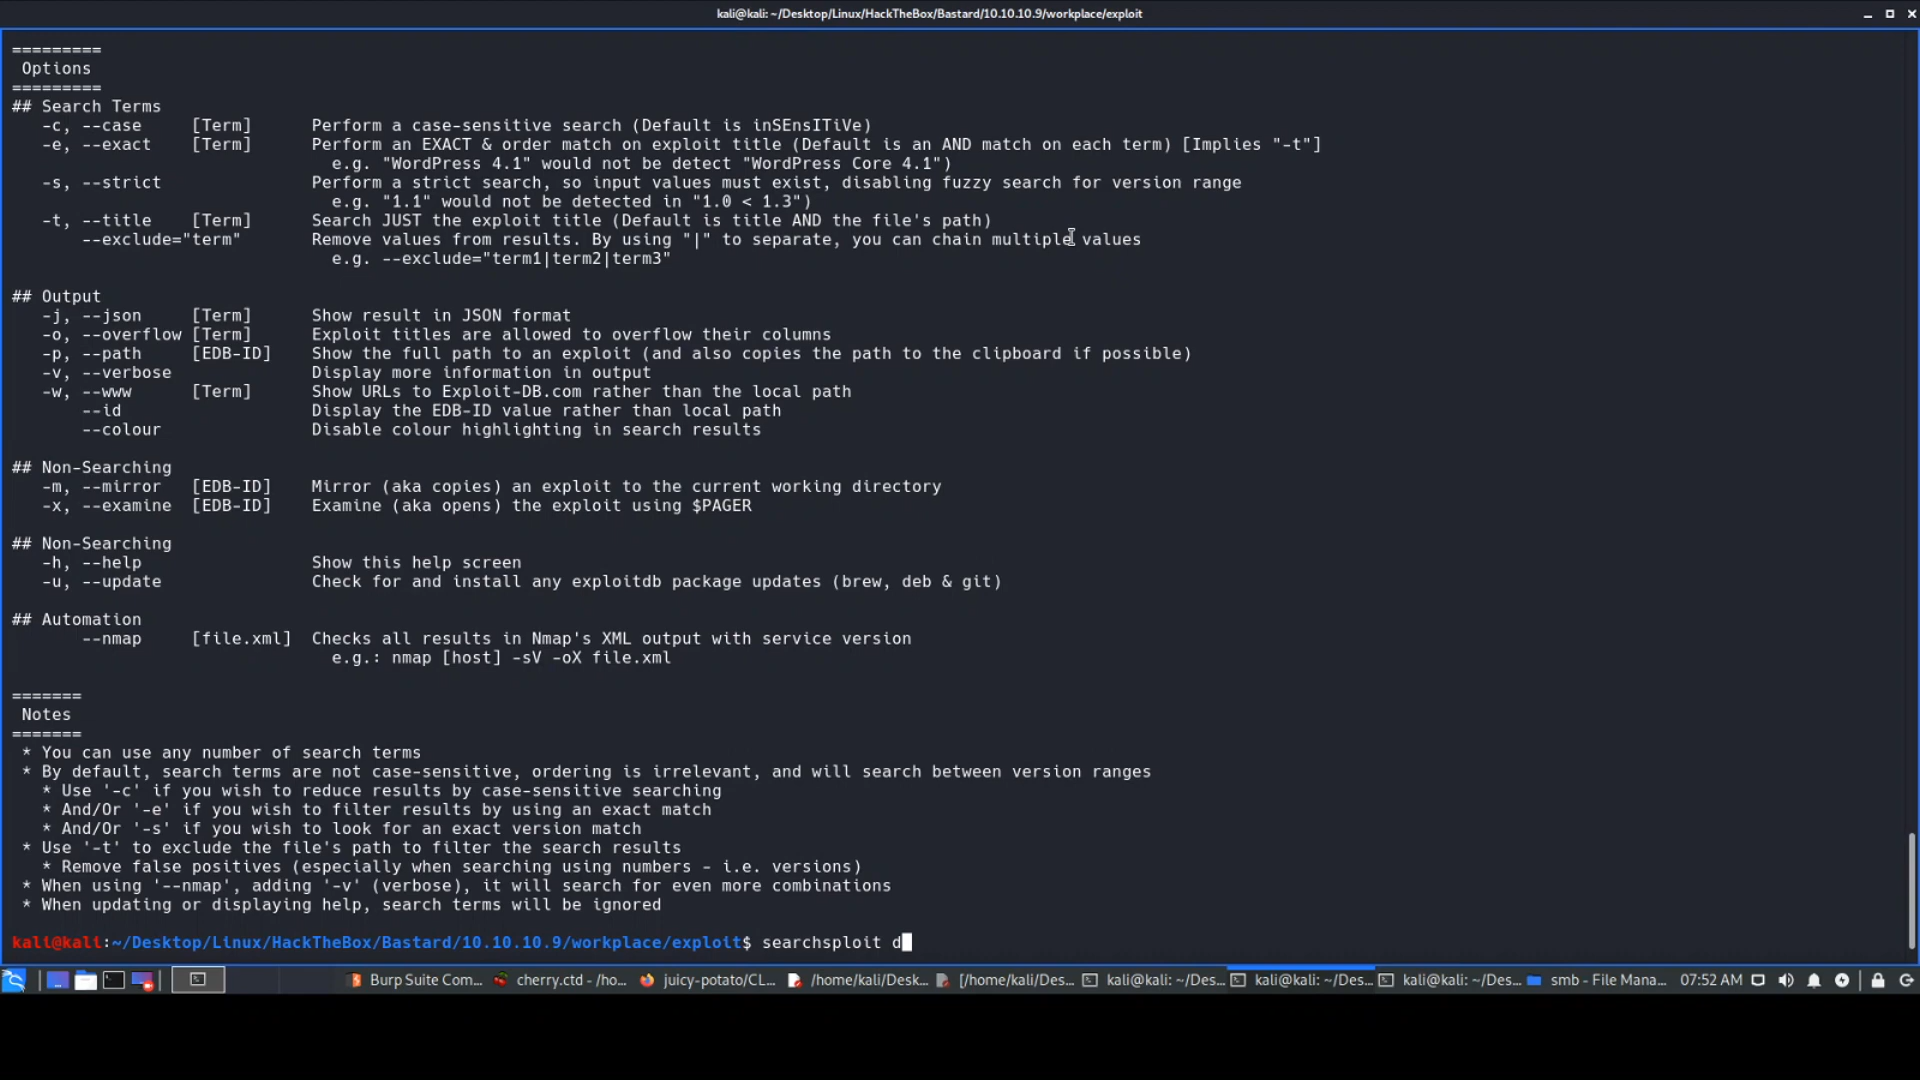 kali@kali: ~/Desktop/Linux/HackTheBox/Bastard/10.10.10.9/workplace/exploit
=========
 Options
=========
## Search Terms
   -c, --case     [Term]      Perform a case-sensitive search (Default is inSEnsITiVe)
   -e, --exact    [Term]      Perform an EXACT & order match on exploit title (Default is an AND match on each term) [Implies "-t"]
                                e.g. "WordPress 4.1" would not be detect "WordPress Core 4.1")
   -s, --strict               Perform a strict search, so input values must exist, disabling fuzzy search for version range
                                e.g. "1.1" would not be detected in "1.0 < 1.3")
   -t, --title    [Term]      Search JUST the exploit title (Default is title AND the file's path)
       --exclude="term"       Remove values from results. By using "|" to separate, you can chain multiple values
                                e.g. --exclude="term1|term2|term3"
## Output
   -j, --json     [Term]      Show result in JSON format
   -o, --overflow [Term]      Exploit titles are allowed to overflow their columns
   -p, --path     [EDB-ID]    Show the full path to an exploit (and also copies the path to the clipboard if possible)
   -v, --verbose              Display more information in output
   -w, --www      [Term]      Show URLs to Exploit-DB.com rather than the local path
       --id                   Display the EDB-ID value rather than local path
       --colour               Disable colour highlighting in search results
## Non-Searching
   -m, --mirror   [EDB-ID]    Mirror (aka copies) an exploit to the current working directory
   -x, --examine  [EDB-ID]    Examine (aka opens) the exploit using $PAGER
## Non-Searching
   -h, --help                 Show this help screen
   -u, --update               Check for and install any exploitdb package updates (brew, deb & git)
## Automation
       --nmap     [file.xml]  Checks all results in Nmap's XML output with service version
                                e.g.: nmap [host] -sV -oX file.xml
=======
 Notes
=======
 * You can use any number of search terms
 * By default, search terms are not case-sensitive, ordering is irrelevant, and will search between version ranges
   * Use '-c' if you wish to reduce results by case-sensitive searching
   * And/Or '-e' if you wish to filter results by using an exact match
   * And/Or '-s' if you wish to look for an exact version match
 * Use '-t' to exclude the file's path to filter the search results
   * Remove false positives (especially when searching using numbers - i.e. versions)
 * When using '--nmap', adding '-v' (verbose), it will search for even more combinations
 * When updating or displaying help, search terms will be ignored
kali@kali:~/Desktop/Linux/HackTheBox/Bastard/10.10.10.9/workplace/exploit$ searchsploit d
Burp Suite Com... cherry.ctd - /ho... juicy-potato/CL... /home/kali/Desk... [/home/kali/Des... kali@kali: ~/Des... kali@kali: ~/Des... kali@kali: ~/Des... smb - File Mana... 07:52 AM